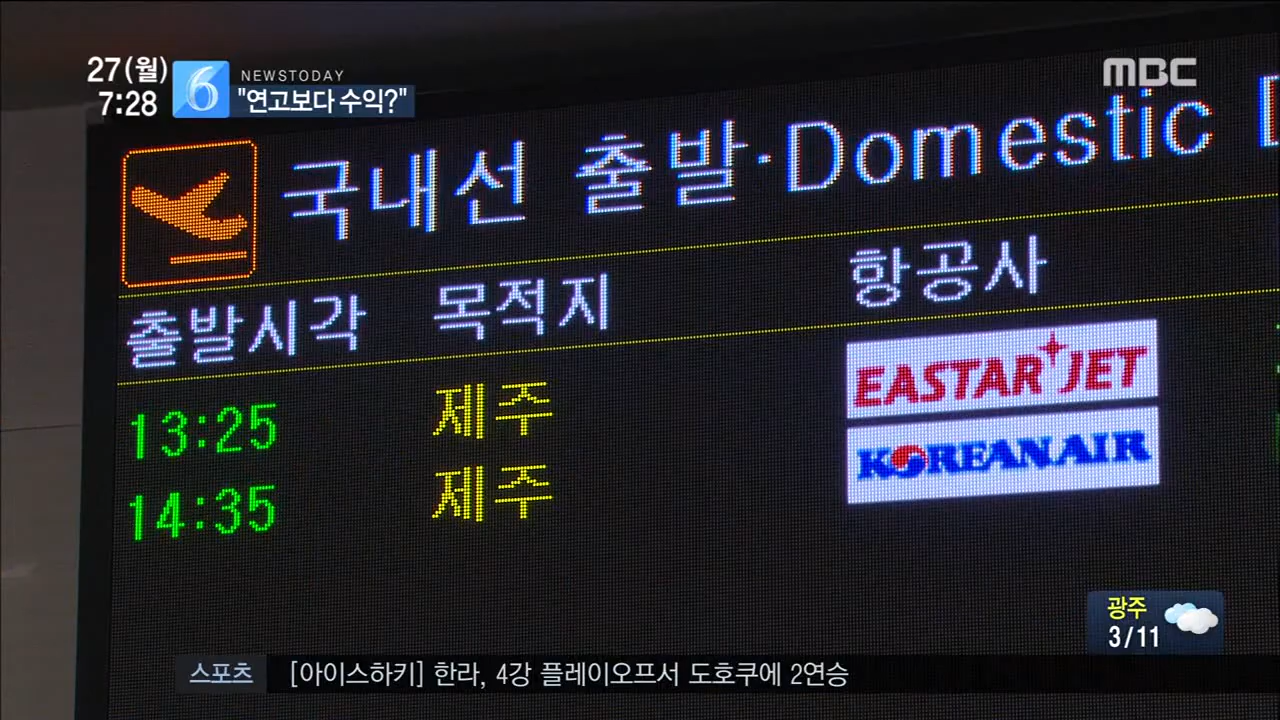 27(월)
7:28
6
NEWSTODAY
"연고보다 수익?"
MBC
국내선 출발·Domestic
출발시각 목적지 항공사
13:25 제주 EASTAR JET
14:35 제주 KOREAN AIR
광주
3/11
스포츠 [아이스하키] 한라, 4강 플레이오프서 도호쿠에 2연승